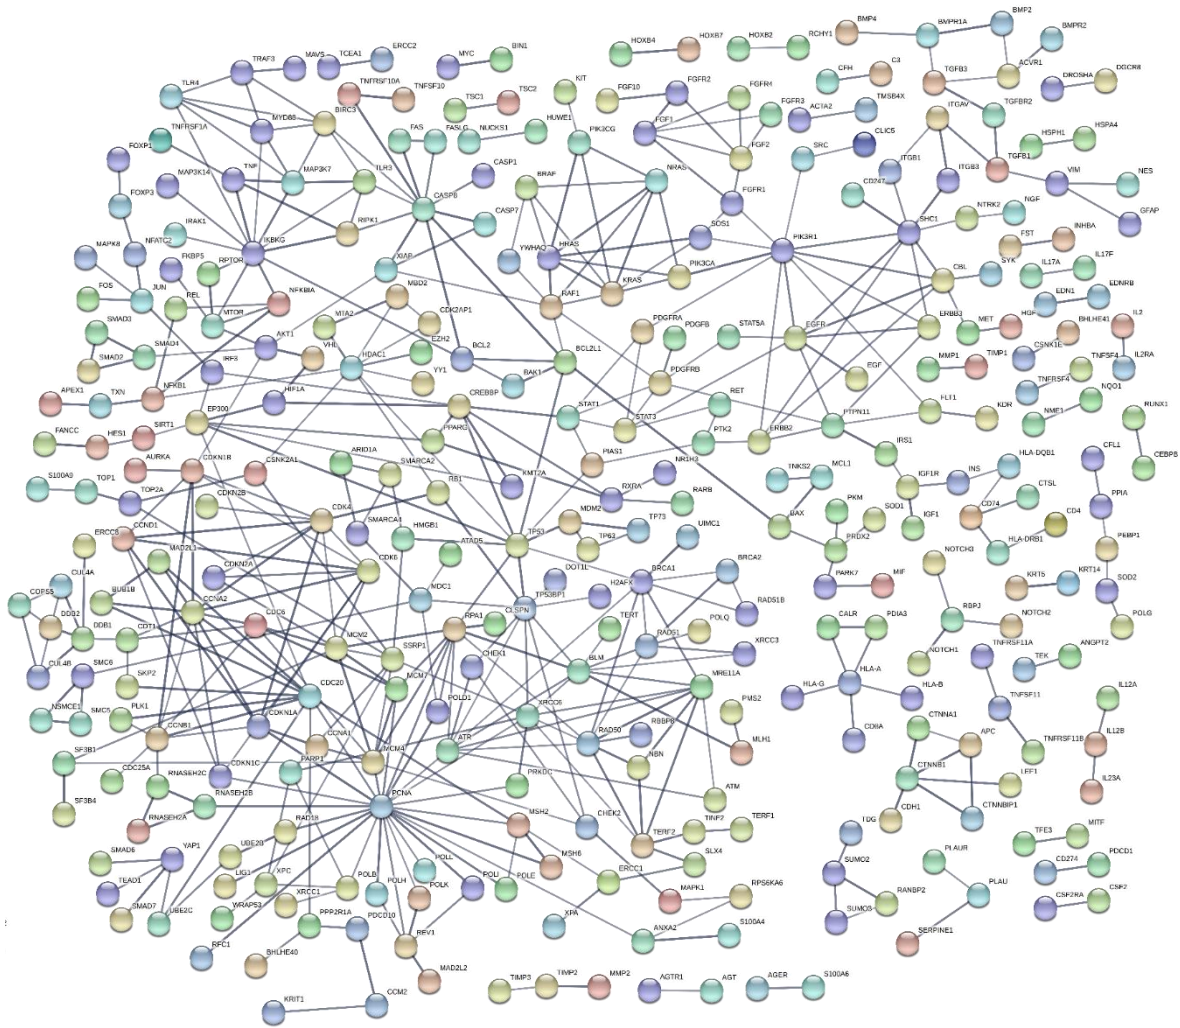 BMP4
BMPR1A
BMP2
BMPR2
HOXB4
HOXB7
HOXB2
RCHY1
TRAF3
MAVS
TCEA1
ERCC2
MYC
BIN1
CFH
C3
TGFB3
ACVR1
DROSHA
DGCR8
TLR4
TNFRSF10A
TNFSF10
TSC1
TSC2
KIT
FGF10
FGFR2
FGFR4
FGFR3
ACTA2
TMSB4X
ITGAV
TGFBR2
MYD88
BIRC3
HUWE1
TNFRSF1A
FAS
FASLG
NUCKS1
PIK3CG
FGF1
FGF2
SRC
CLIC5
HSPH1
HSPA4
FOXP1
MAP3K14
TNF
MAP3K7
TLR3
CASP1
ITGB1
ITGB3
TGFB1
VIM
NES
FOXP3
CASP8
BRAF
NRAS
FGFR1
CD247
GFAP
IRAK1
RIPK1
CASP7
SOS1
SHC1
NTRK2
NGF
MAPK8
NFATC2
IKBKG
YWHAQ
HRAS
PIK3R1
FST
INHBA
FKBP5
RPTOR
XIAP
PIK3CA
CBL
SYK
IL17A
IL17F
FOS
JUN
REL
NFKBIA
MBD2
RAF1
KRAS
EDN1
EDNRB
SMAD3
MTOR
MTA2
CDK2AP1
PDGFRA
PDGFB
STAT5A
EGFR
ERBB3
MET
HGF
BHLHE41
IL2
SMAD4
AKT1
VHL
EZH2
BCL2
BCL2L1
CSNK1E
SMAD2
IRF3
HDAC1
YY1
BAK1
PDGFRB
EGF
MMP1
TIMP1
TNFSF4
IL2RA
APEX1
TXN
NFKB1
HIF1A
CREBBP
STAT1
STAT3
RET
FLT1
KDR
TNFRSF4
NQO1
EP300
PPARG
PTK2
ERBB2
PTPN11
NME1
RUNX1
FANCC
HES1
SIRT1
PIAS1
IRS1
CEBPB
AURKA
CDKN1B
CSNK2A1
ARID1A
SMARCA2
KMT2A
NR1H3
TNKS2
MCL1
IGF1R
INS
HLA-DQB1
CFL1
S100A9
TOP1
TOP2A
CDKN2B
RB1
RXRA
RARB
PKM
SOD1
CTSL
CD74
CD4
PPIA
ERCC8
CCND1
CDK4
SMARCA4
HMGB1
TP53
MDM2
TP73
UIMC1
BAX
IGF1
PRDX2
HLA-DRB1
MAD2L1
CDK6
ATAD5
TP63
PEBP1
CUL4A
CDKN2A
DOT1L
BRCA1
BRCA2
NOTCH3
COPS5
BUB1B
CCNA2
MDC1
TP53BP1
H2AFX
PARK7
MIF
KRT5
KRT14
SOD2
DDB2
CDC6
CLSPN
RAD51B
DDB1
CDT1
RPA1
TERT
POLQ
CALR
PDIA3
RBPJ
NOTCH2
POLG
MCM2
RAD51
CUL4B
SMC6
SSRP1
CHEK1
BLM
XRCC3
NOTCH1
TNFRSF11A
ANGPT2
TEK
SKP2
MCM7
MRE11A
HLA-A
CDC20
HLA-G
HLA-B
NSMCE1
SMC5
PLK1
CDKN1A
POLD1
XRCC6
PMS2
TNFSF11
IL12A
CCNB1
CCNA1
ATR
RAD50
RBBP8
CD8A
CTNNA1
APC
SF3B1
MCM4
NBN
MLH1
TNFRSF11B
IL12B
CDC25A
RNASEH2C
CDKN1C
PARP1
CTNNB1
LEF1
IL23A
RNASEH2B
PCNA
PRKDC
ATM
SF3B4
CDH1
CTNNBIP1
RNASEH2A
RAD18
MSH2
CHEK2
TINF2
TERF1
TDG
TERF2
TFE3
MITF
SMAD6
YAP1
UBE2B
POLL
MSH6
SLX4
SUMO2
PLAUR
CD274
PDCD1
TEAD1
LIG1
XPC
POLB
POLH
POLI
POLE
ERCC1
POLK
MAPK1
RPS6KA6
RANBP2
PLAU
CSF2RA
CSF2
SMAD7
UBE2C
WRAP53
XRCC1
XPA
SUMO3
PPP2R1A
PDCD10
ANXA2
S100A4
SERPINE1
RFC1
BHLHE40
REV1
MAD2L2
TIMP3
TIMP2
MMP2
AGTR1
AGT
AGER
S100A6
KRIT1
CCM2